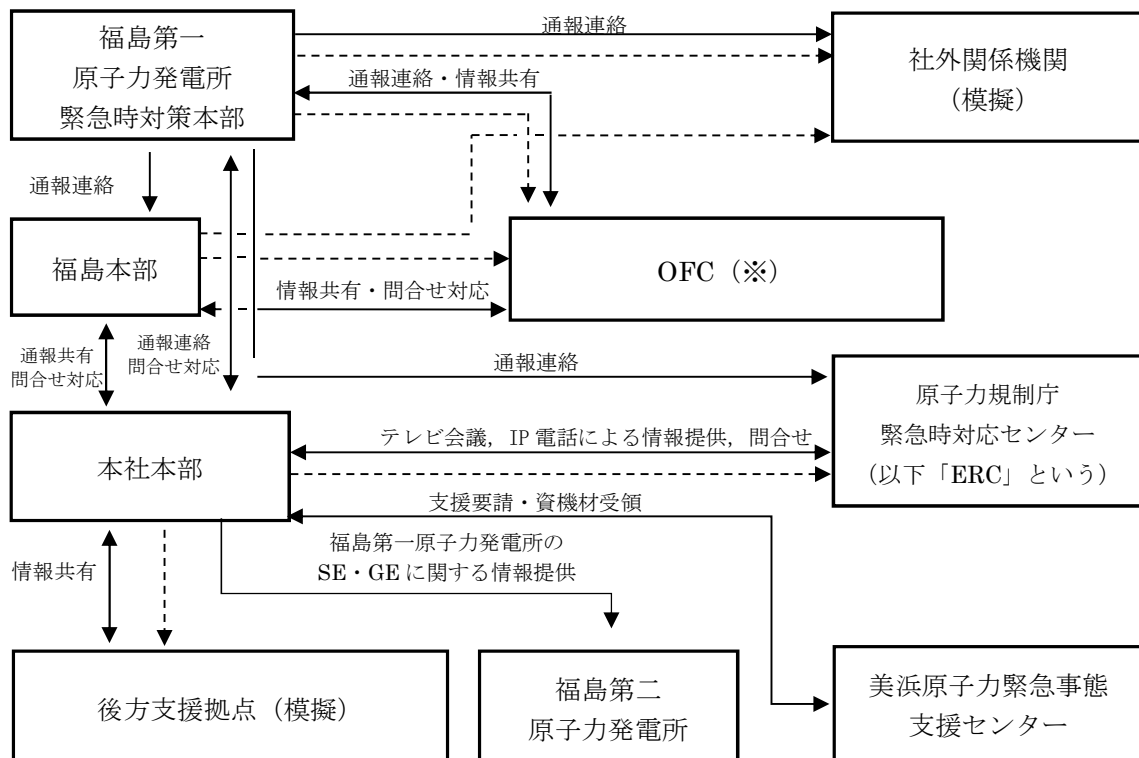 福島第一
原子力発電所
緊急時対策本部
通報連絡
社外関係機関
（模擬）
通報連絡・情報共有
通報連絡
福島本部
OFC（※）
情報共有・問合せ対応
通報共有
問合せ対応
通報連絡
問合せ対応
通報連絡
原子力規制庁
緊急時対応センター
（以下「ERC」という）
本社本部
テレビ会議，IP 電話による情報提供，問合せ
支援要請・資機材受領
福島第一原子力発電所の
SE・GE に関する情報提供
情報共有
後方支援拠点（模擬）
福島第二
原子力発電所
美浜原子力緊急事態
支援センター